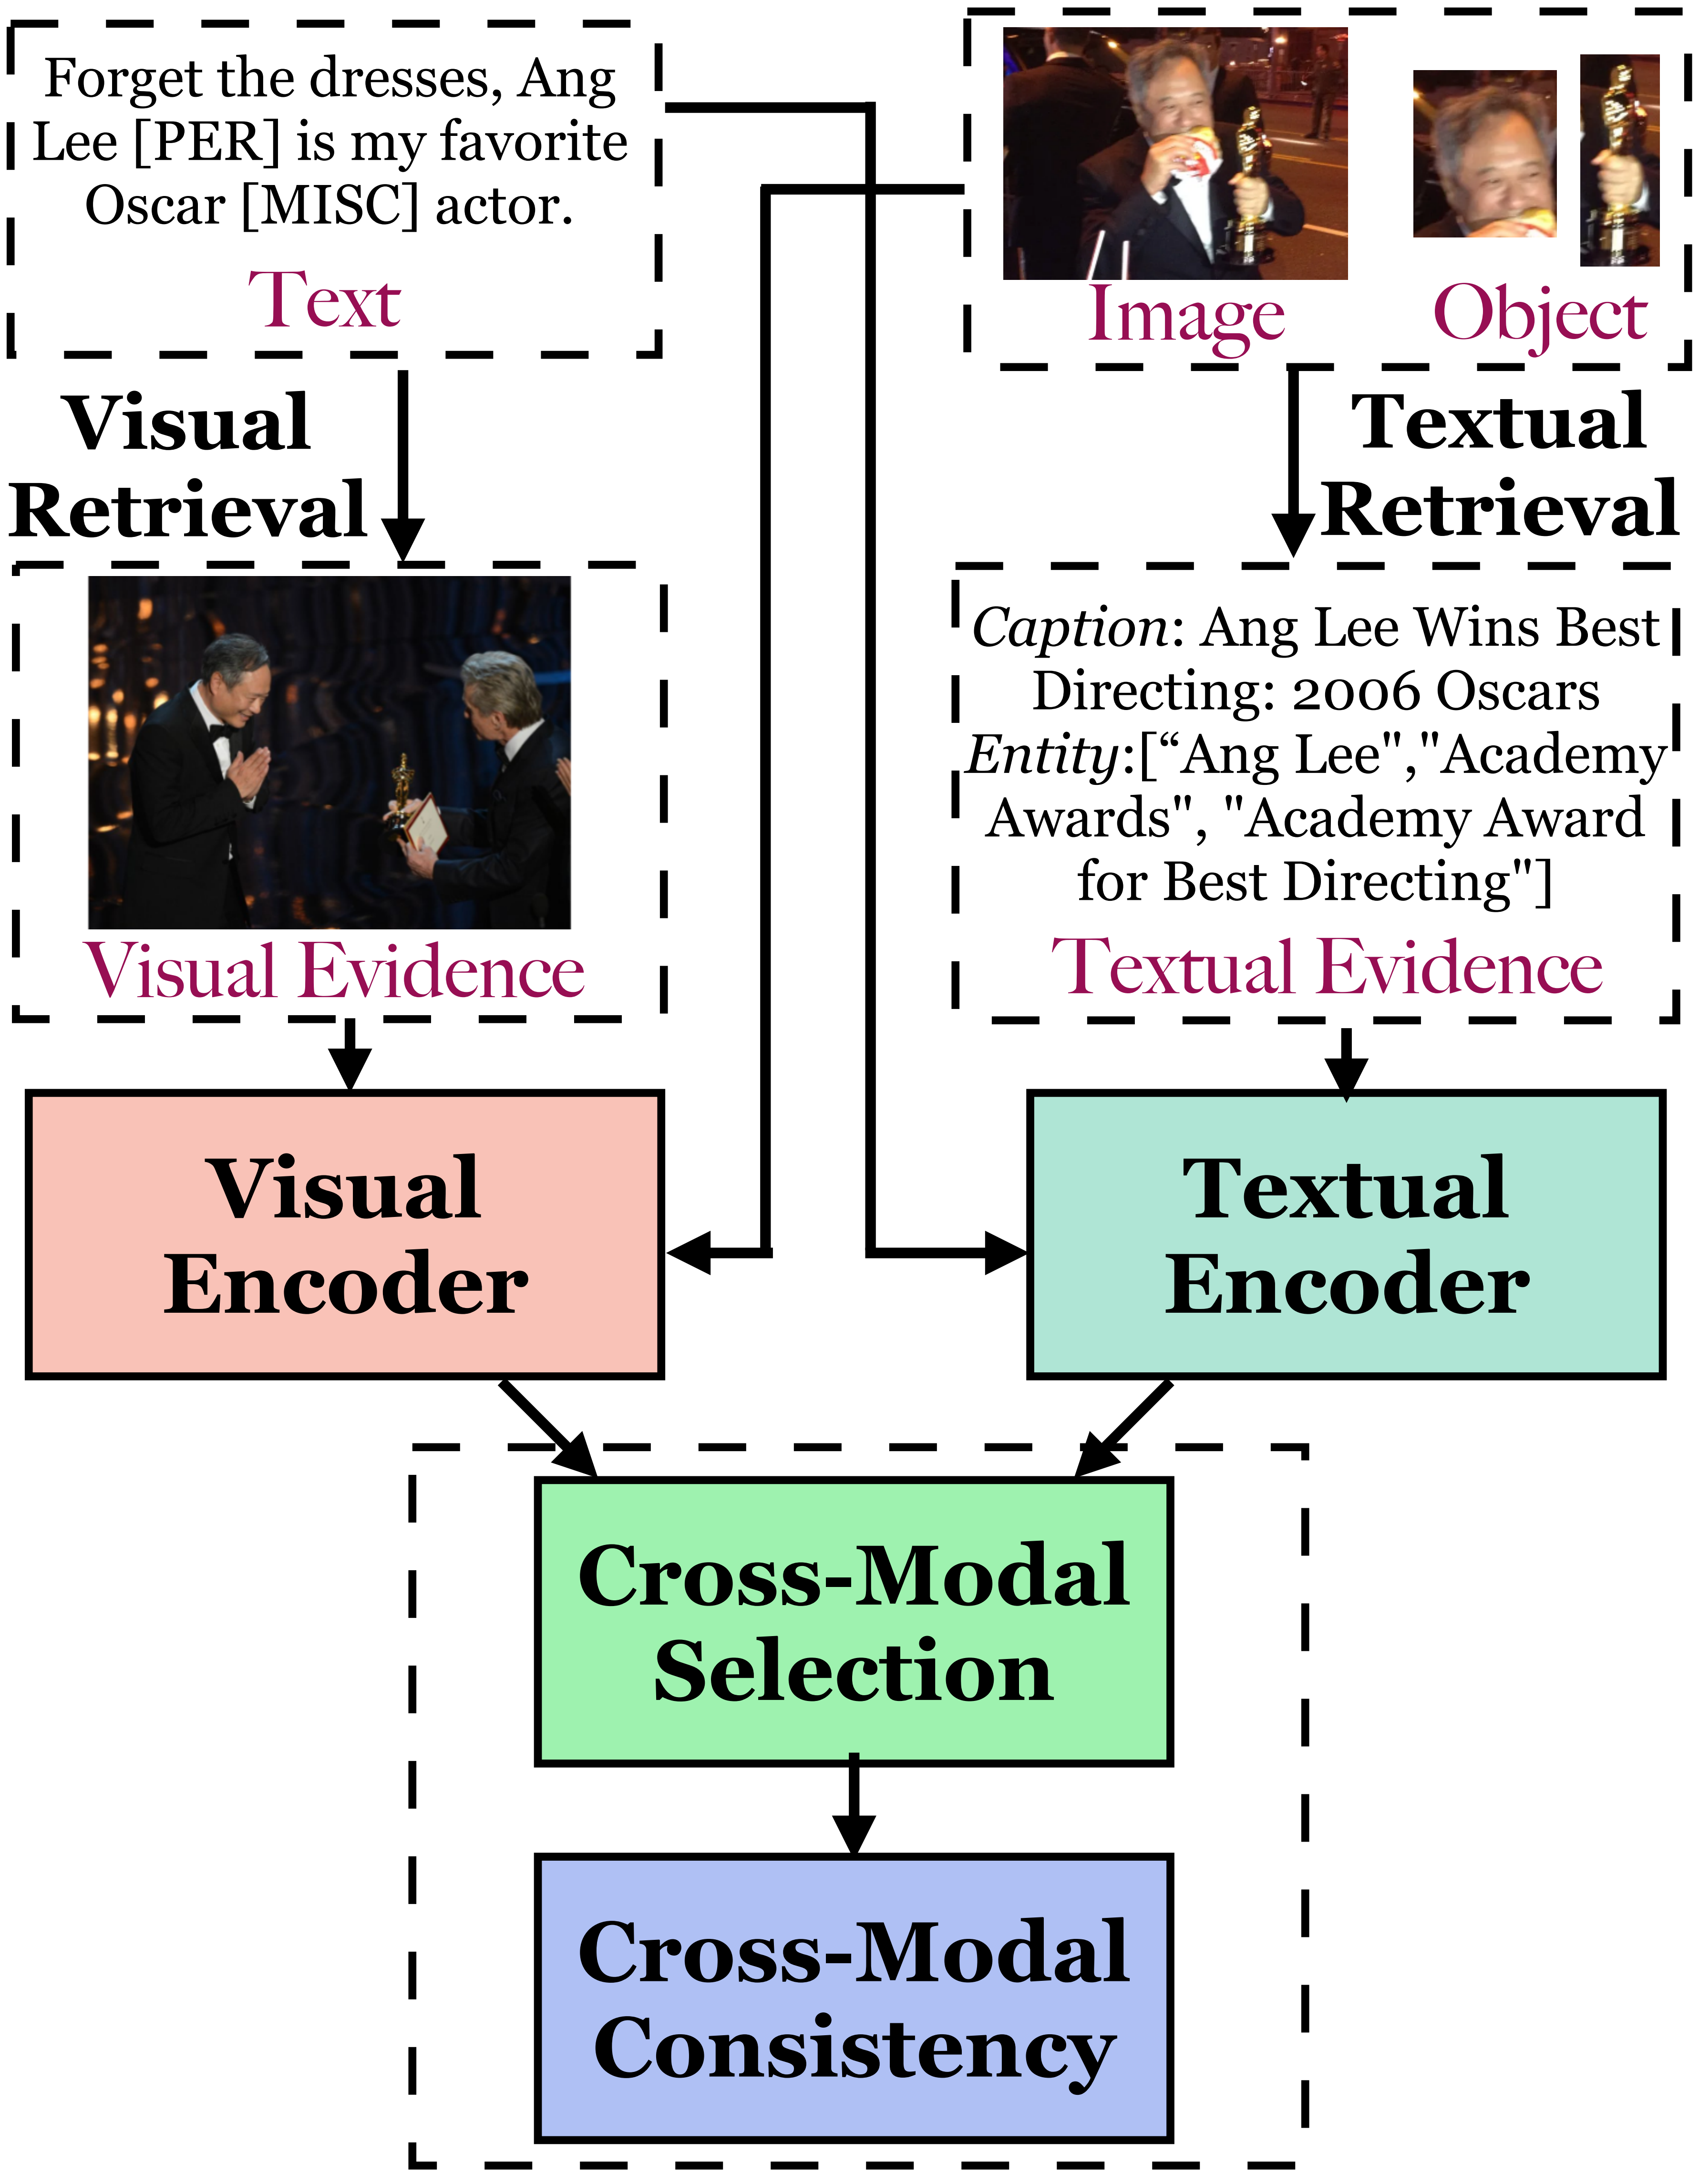 Forget the dresses, Ang
Lee [PER] is my favorite
Oscar [MISC] actor.
Text
Image
Object
Visual
Retrieval
Textual
Retrieval
Visual Evidence
Caption: Ang Lee Wins Best
Directing: 2006 Oscars
Entity:[“Ang Lee","Academy
Awards", "Academy Award
for Best Directing"]
Textual Evidence
Visual
Encoder
Textual
Encoder
Cross-Modal
Selection
Cross-Modal
Consistency